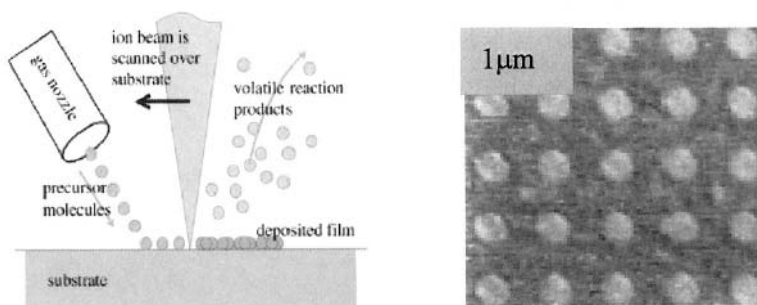 ion beam is
scanned over
substrate
gas nozzle
volatile reaction
products
precursor
molecules
deposited film
substrate
1μm